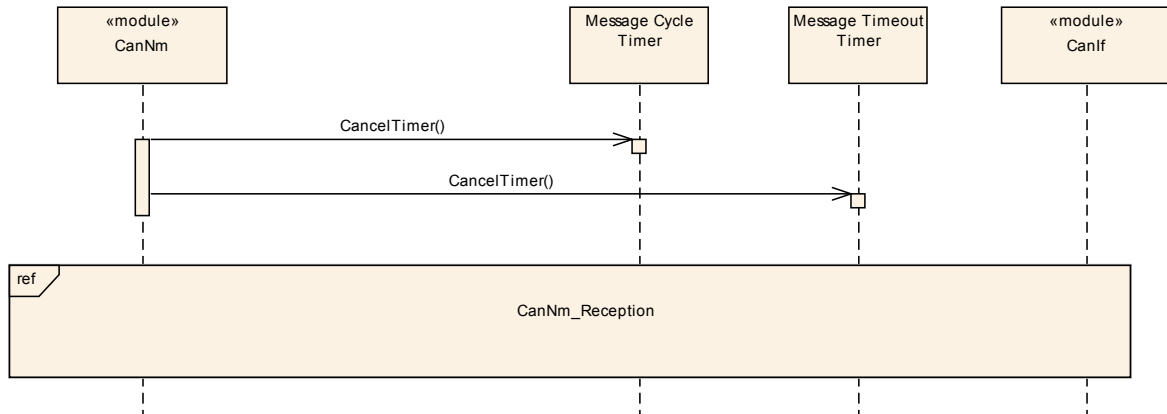 «module»
CanNm
Message Cycle
Timer
Message Timeout
Timer
«module»
CanIf
CancelTimer()
CancelTimer()
ref
CanNm_Reception